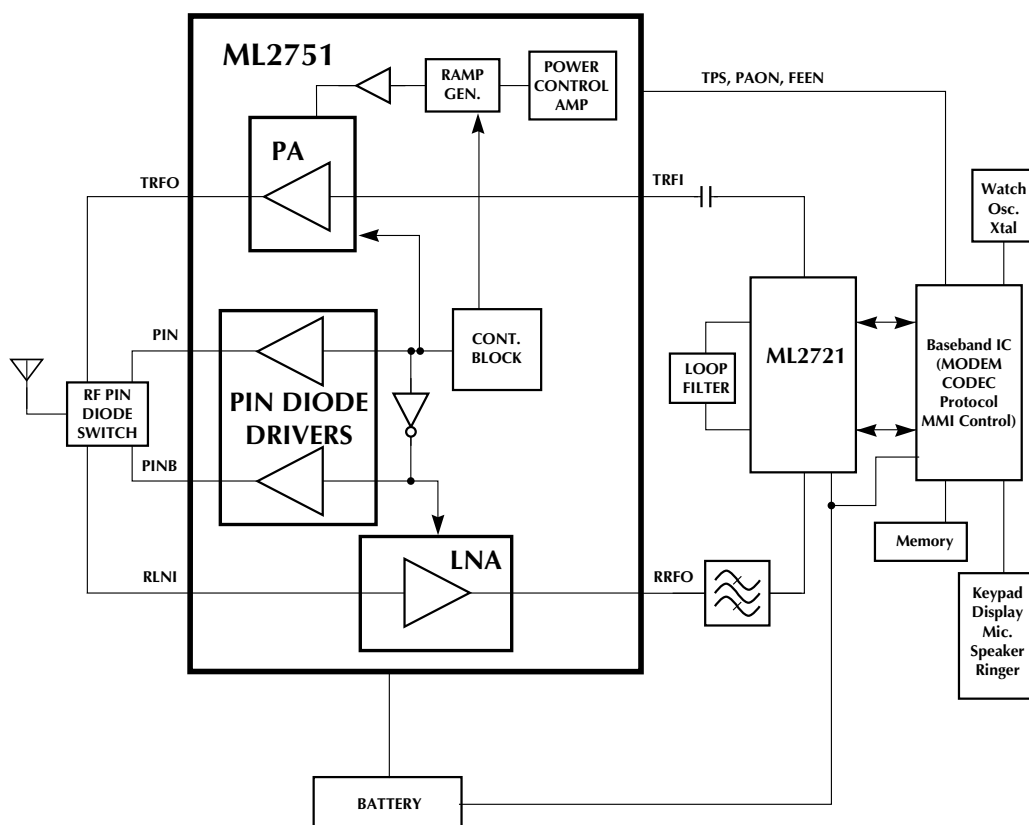 ML2751
RAMP
GEN.
POWER
CONTROL
AMP
TPS, PAON, FEEN
PA
TRFO
TRFI
Watch
Osc.
Xtal
PIN
CONT.
BLOCK
LOOP
FILTER
ML2721
Baseband IC
(MODEM
CODEC
Protocol
MMI Control)
RF PIN
DIODE
SWITCH
PIN DIODE
DRIVERS
PINB
LNA
Memory
RLNI
RRFO
Keypad
Display
Mic.
Speaker
Ringer
BATTERY